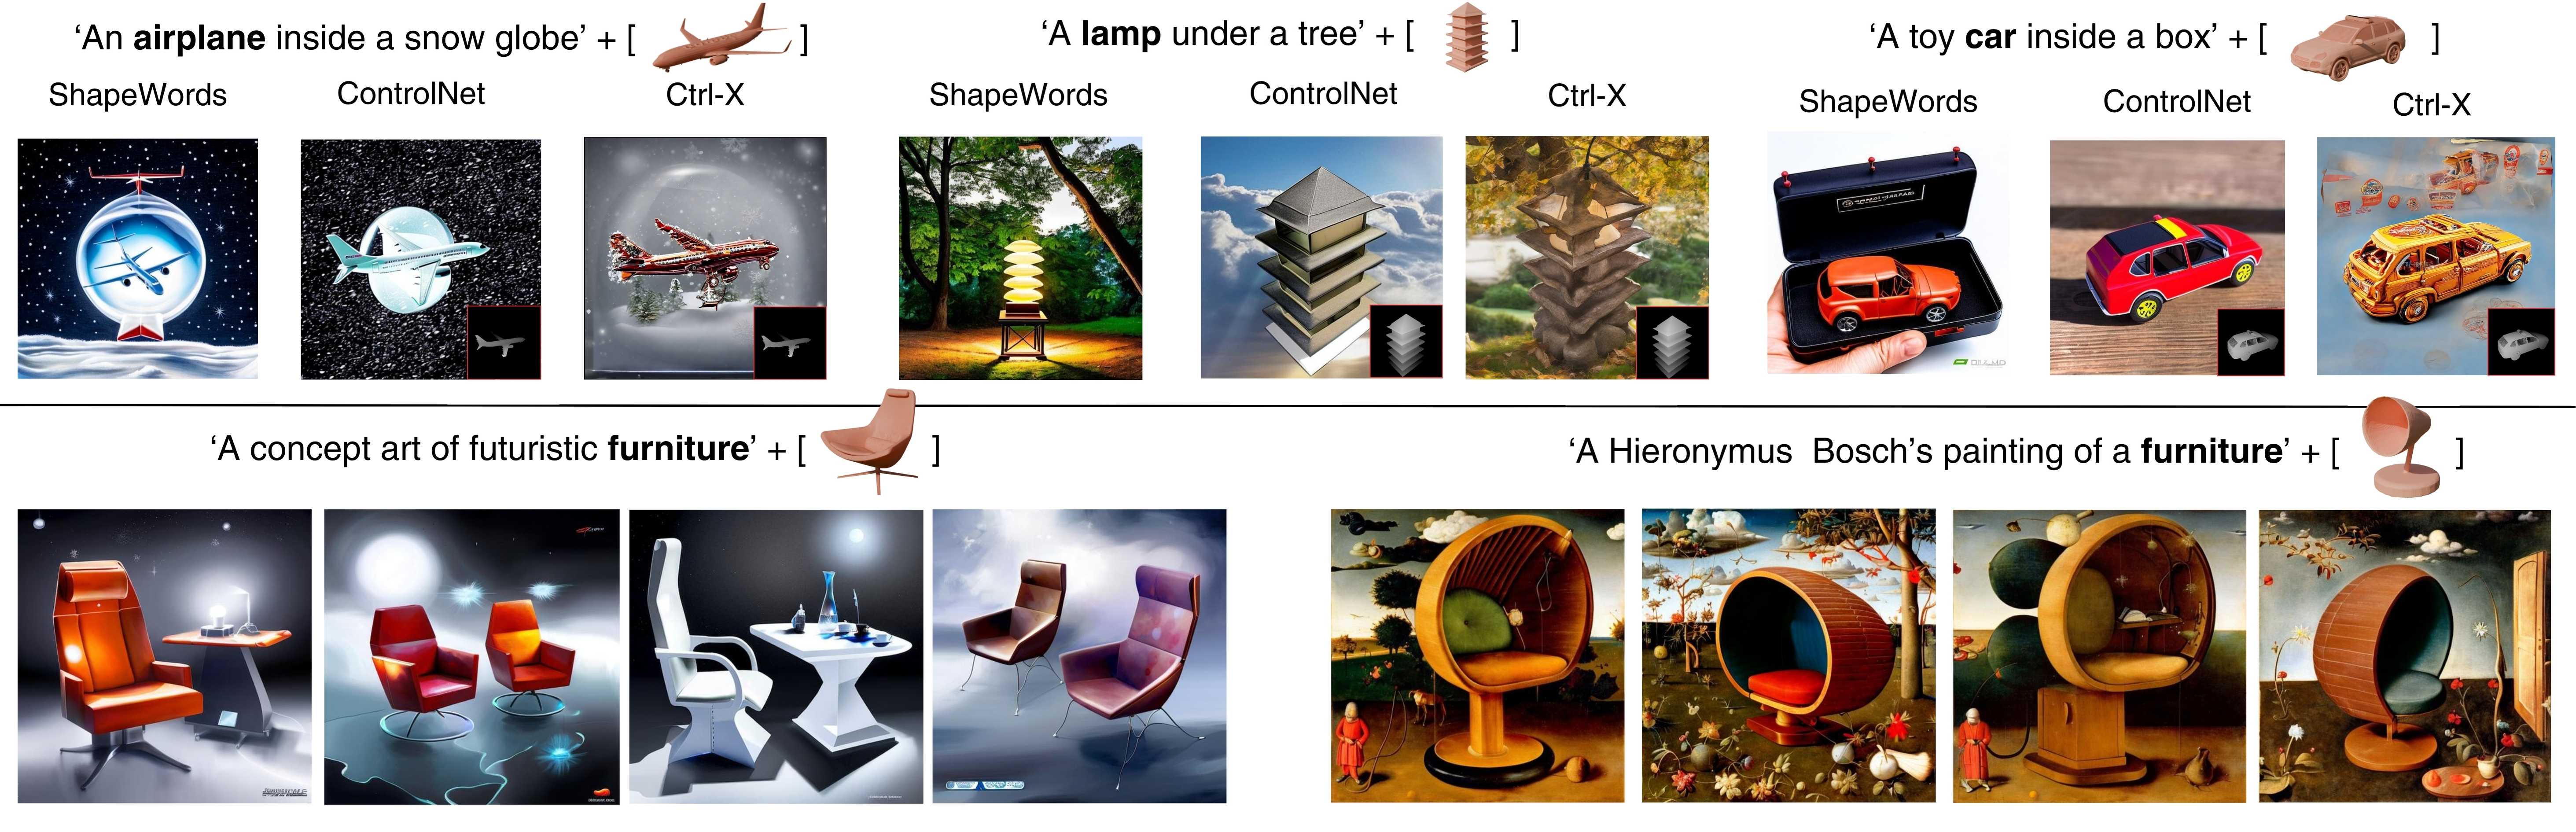 ‘An airplane inside a snow globe’ + [ ]
ShapeWords ControlNet Ctrl-X
‘A lamp under a tree’ + [ ]
ShapeWords ControlNet Ctrl-X
‘A toy car inside a box’ + [ ]
ShapeWords ControlNet Ctrl-X
‘A concept art of futuristic furniture’ + [ ]
‘A Hieronymus Bosch’s painting of a furniture’ + [ ]